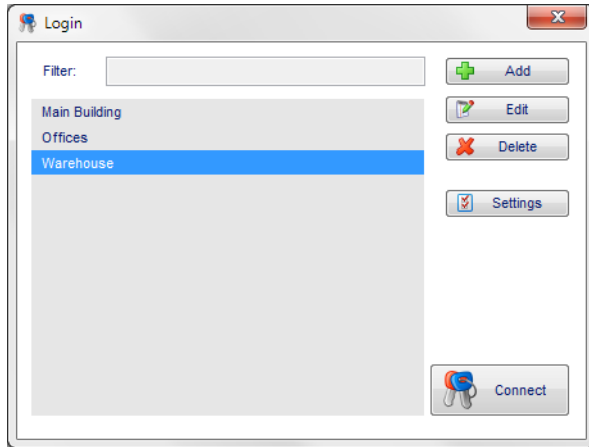 Login
Filter:
Add
Main Building
Edit
Offices
Delete
Warehouse
Settings
Connect